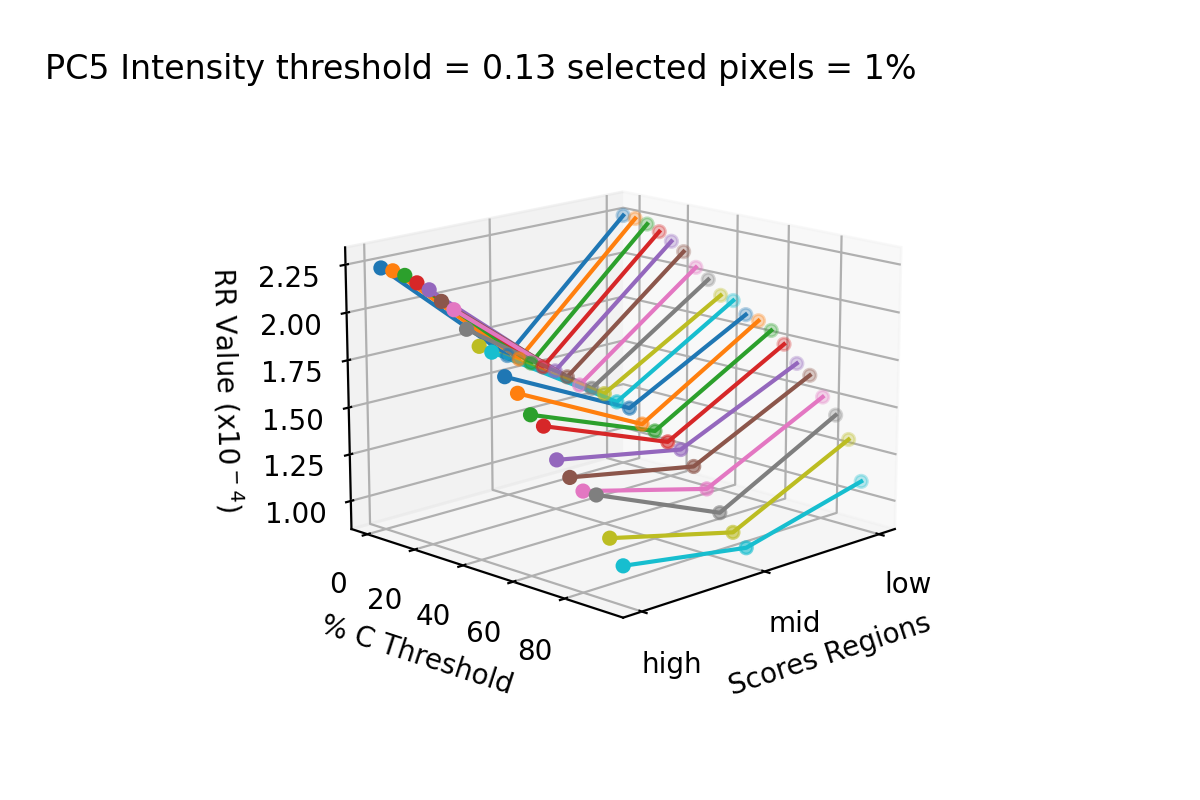 PC5 Intensity threshold = 0.13 selected pixels = 1%
RR Value (x10⁻⁴)
2.25
2.00
1.75
1.50
1.25
1.00
0
20
40
60
80
% C Threshold
high
mid
low
Scores Regions